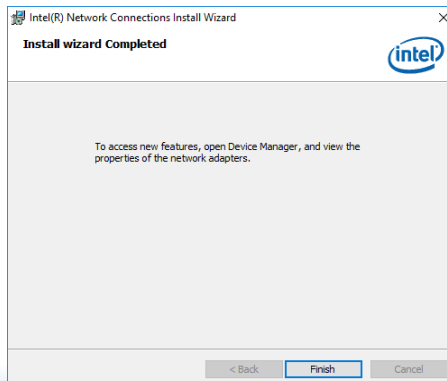 Intel(R) Network Connections Install Wizard
Install wizard Completed
intel
To access new features, open Device Manager, and view the
properties of the network adapters.
< Back
Finish
Cancel